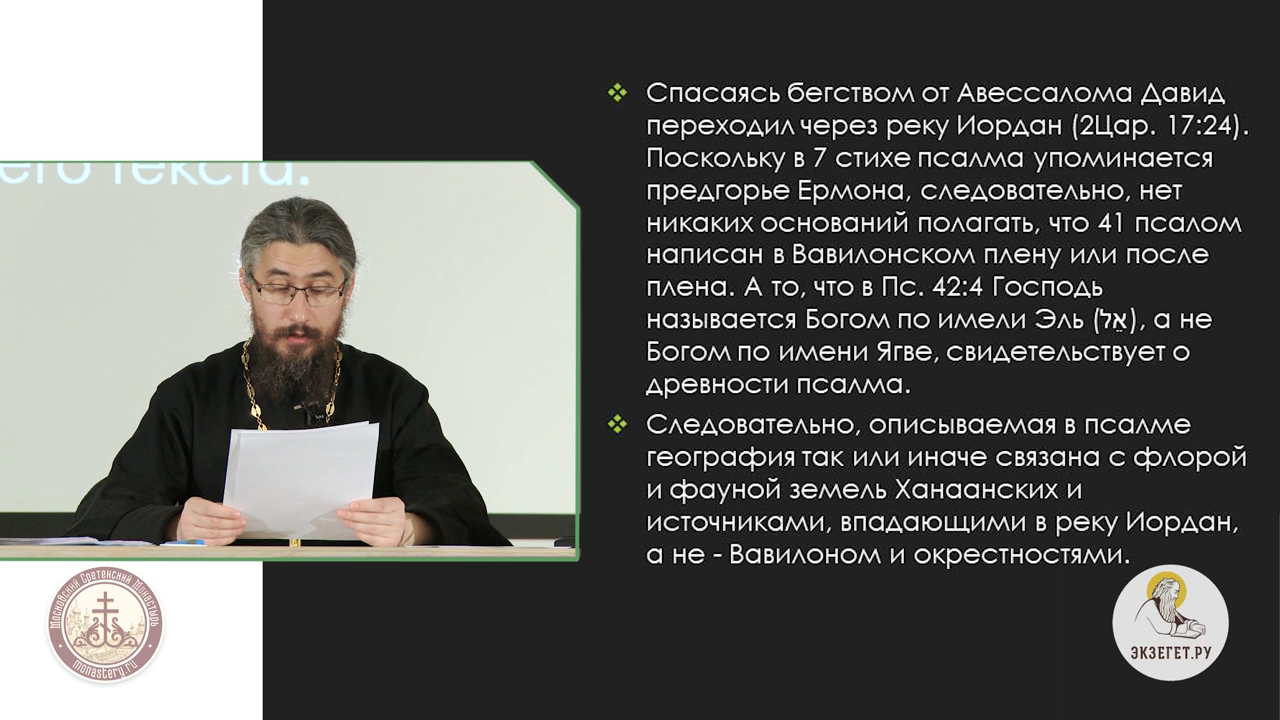 его текста.
Спасаясь бегством от Авессалома Давид
переходил через реку Иордан (2Цар. 17:24).
Поскольку в 7 стихе псалма упоминается
предгорье Ермона, следовательно, нет
никаких оснований полагать, что 41 псалом
написан в Вавилонском плену или после
плена. А то, что в Пс. 42:4 Господь
называется Богом по имели Эль (אֵל), а не
Богом по имени Ягве, свидетельствует о
древности псалма.
Следовательно, описываемая в псалме
география так или иначе связана с флорой
и фауной земель Ханаанских и
источниками, впадающими в реку Иордан,
а не - Вавилоном и окрестностями.
Московский Сретенский Монастырь
monastery.ru
ЭКЗЕГЕТ.РУ